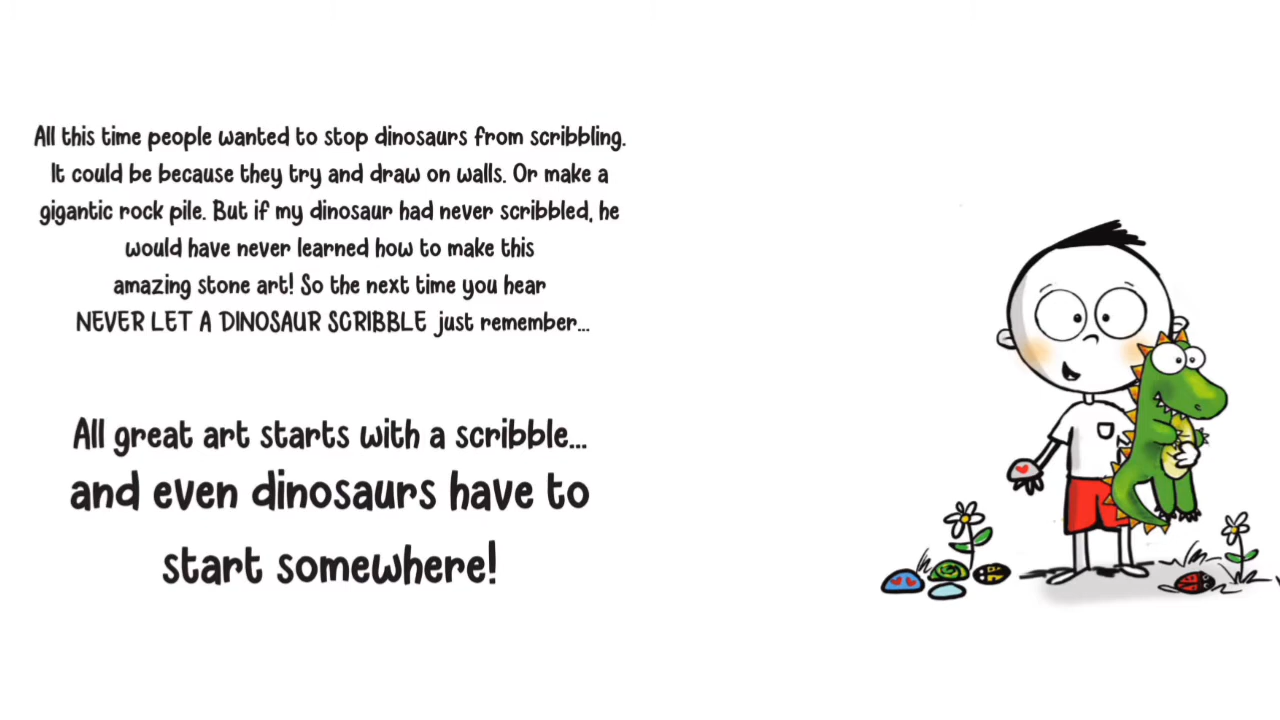 All this time people wanted to stop dinosaurs from scribbling.
It could be because they try and draw on walls. Or make a
gigantic rock pile. But if my dinosaur had never scribbled, he
would have never learned how to make this
amazing stone art! So the next time you hear
NEVER LET A DINOSAUR SCRIBBLE just remember...
All great art starts with a scribble...
and even dinosaurs have to
start somewhere!